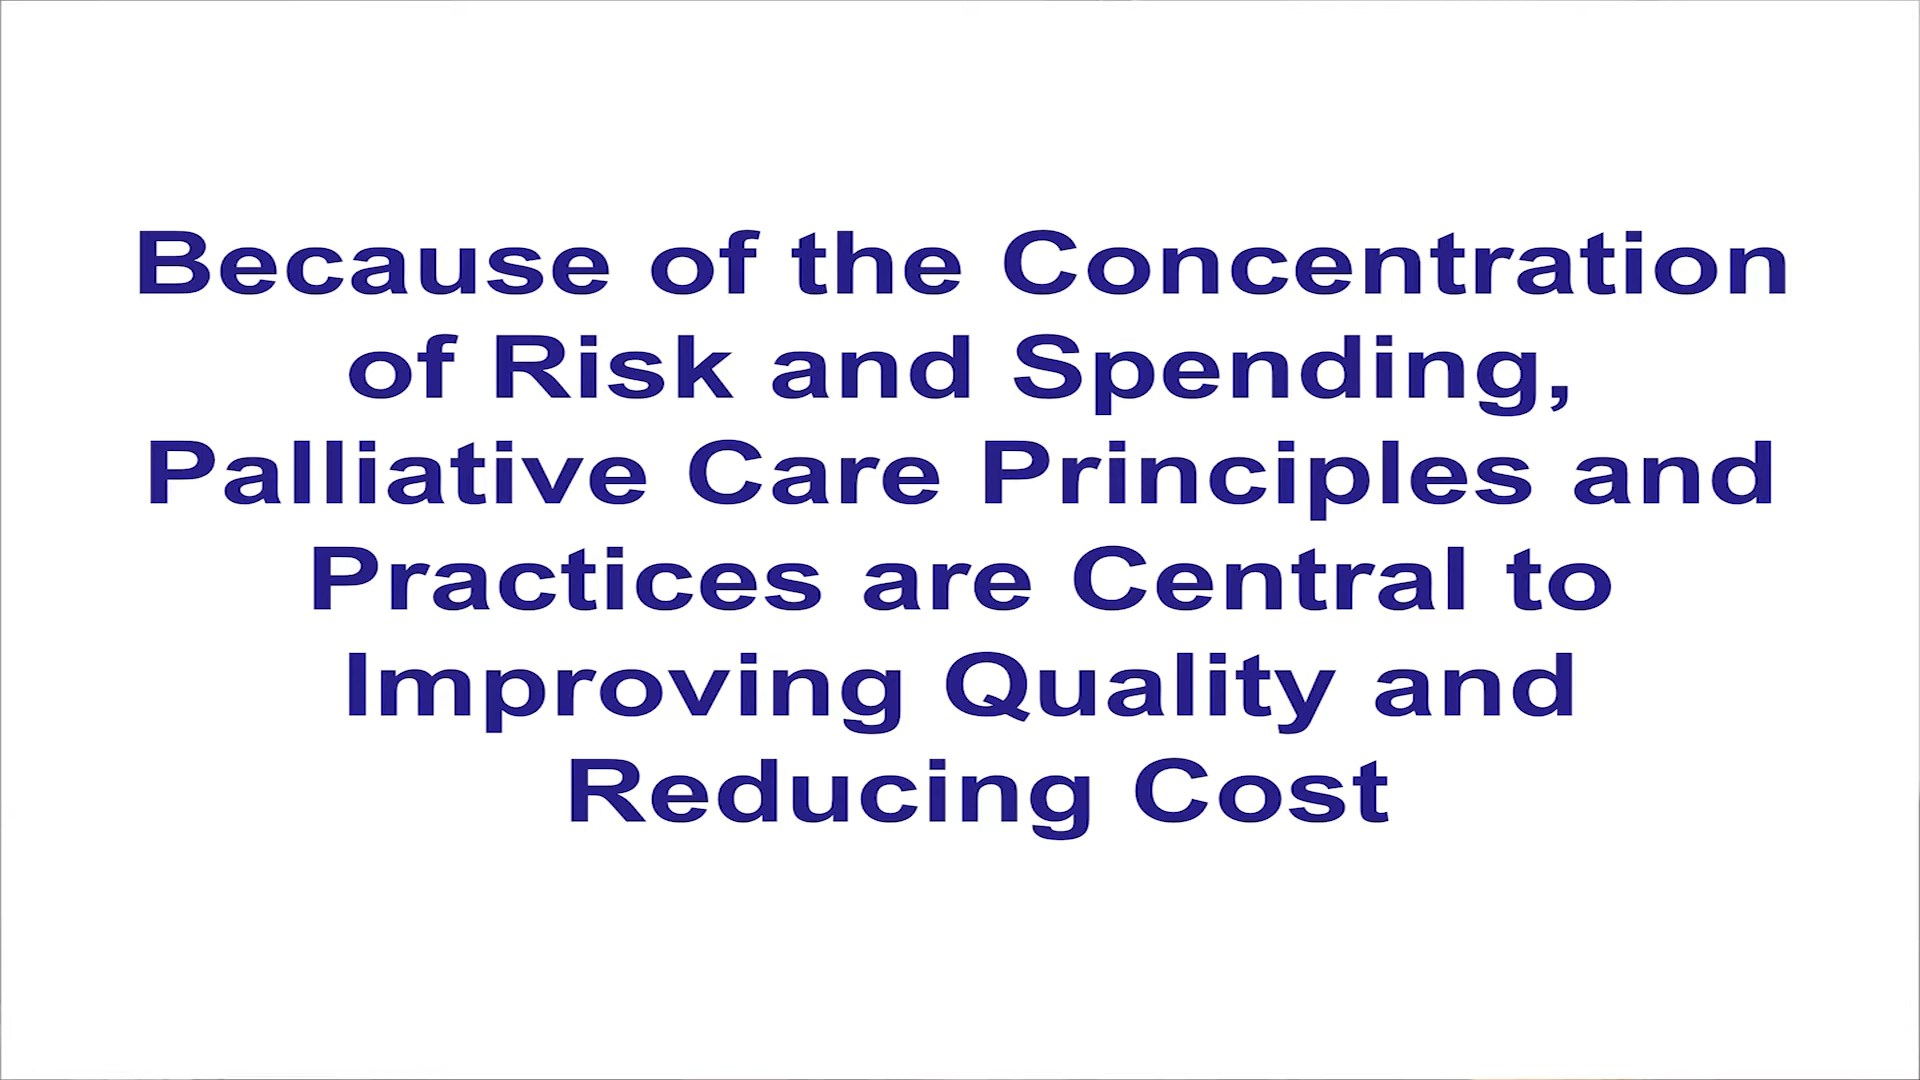 Because of the Concentration
of Risk and Spending,
Palliative Care Principles and
Practices are Central to
Improving Quality and
Reducing Cost